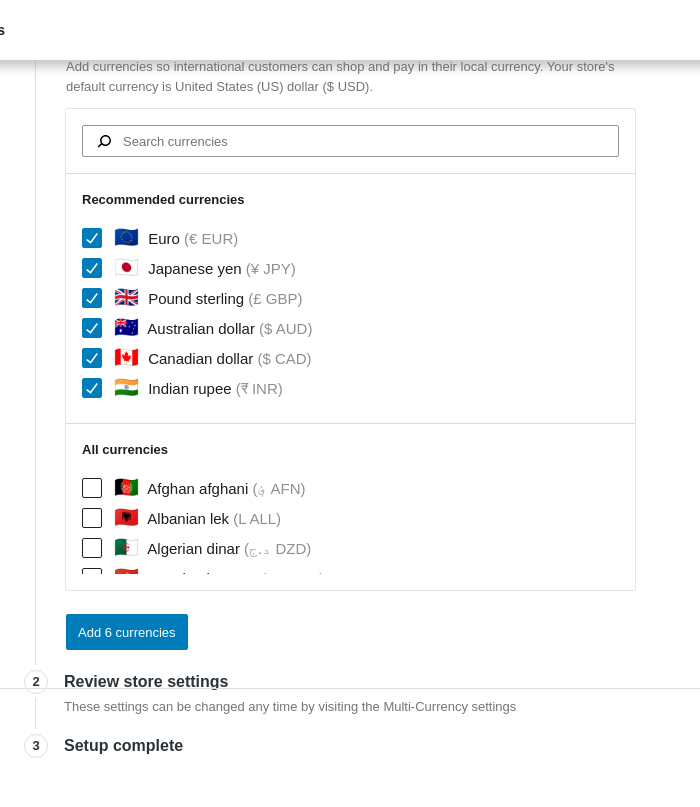 s
Add currencies so international customers can shop and pay in their local currency. Your store's
default currency is United States (US) dollar ($ USD).
Search currencies
Recommended currencies
Euro (€ EUR)
Japanese yen (¥ JPY)
Pound sterling (£ GBP)
Australian dollar ($ AUD)
Canadian dollar ($ CAD)
Indian rupee (₹ INR)
All currencies
Afghan afghani (؋ AFN)
Albanian lek (L ALL)
Algerian dinar (د.ج DZD)
Add 6 currencies
2 Review store settings
These settings can be changed any time by visiting the Multi-Currency settings
3 Setup complete